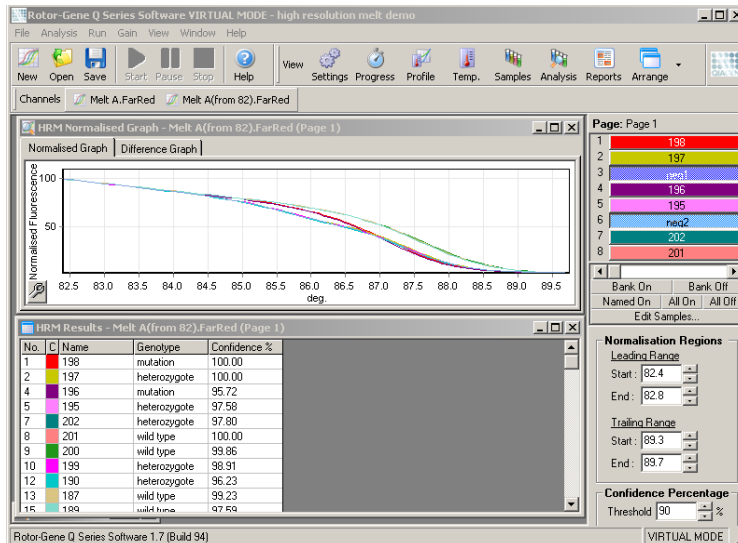 Rotor-Gene Q Series Software VIRTUAL MODE - high resolution melt demo
File Analysis Run Gain View Window Help
New Open Save Start Pause Stop Help View Settings Progress Profile Temp. Samples Analysis Reports Arrange
Channels Melt A.FarRed Melt A(from 82).FarRed
HRM Normalised Graph - Melt A(from 82).FarRed (Page 1)
Normalised Graph Difference Graph
Normalised Fluorescence
100
50
82.5 83.0 83.5 84.0 84.5 85.0 85.5 86.0 86.5 87.0 87.5 88.0 88.5 89.0 89.5
deg.
HRM Results - Melt A(from 82).FarRed (Page 1)
No. C Name Genotype Confidence %
1 198 mutation 100.00
2 197 heterozygote 100.00
4 196 mutation 95.72
5 195 heterozygote 97.58
7 202 heterozygote 97.80
8 201 wild type 100.00
9 200 wild type 99.86
10 199 heterozygote 98.91
12 190 heterozygote 96.23
13 187 wild type 99.23
15 189 wild type 97.59
Page: Page 1
1 198
2 197
3 neg1
4 196
5 195
6 neg2
7 202
8 201
Bank On Bank Off
Named On All On All Off
Edit Samples...
Normalisation Regions
Leading Range
Start : 82.4
End : 82.8
Trailing Range
Start : 89.3
End : 89.7
Confidence Percentage
Threshold 90 %
Rotor-Gene Q Series Software 1.7 (Build 94)
VIRTUAL MODE